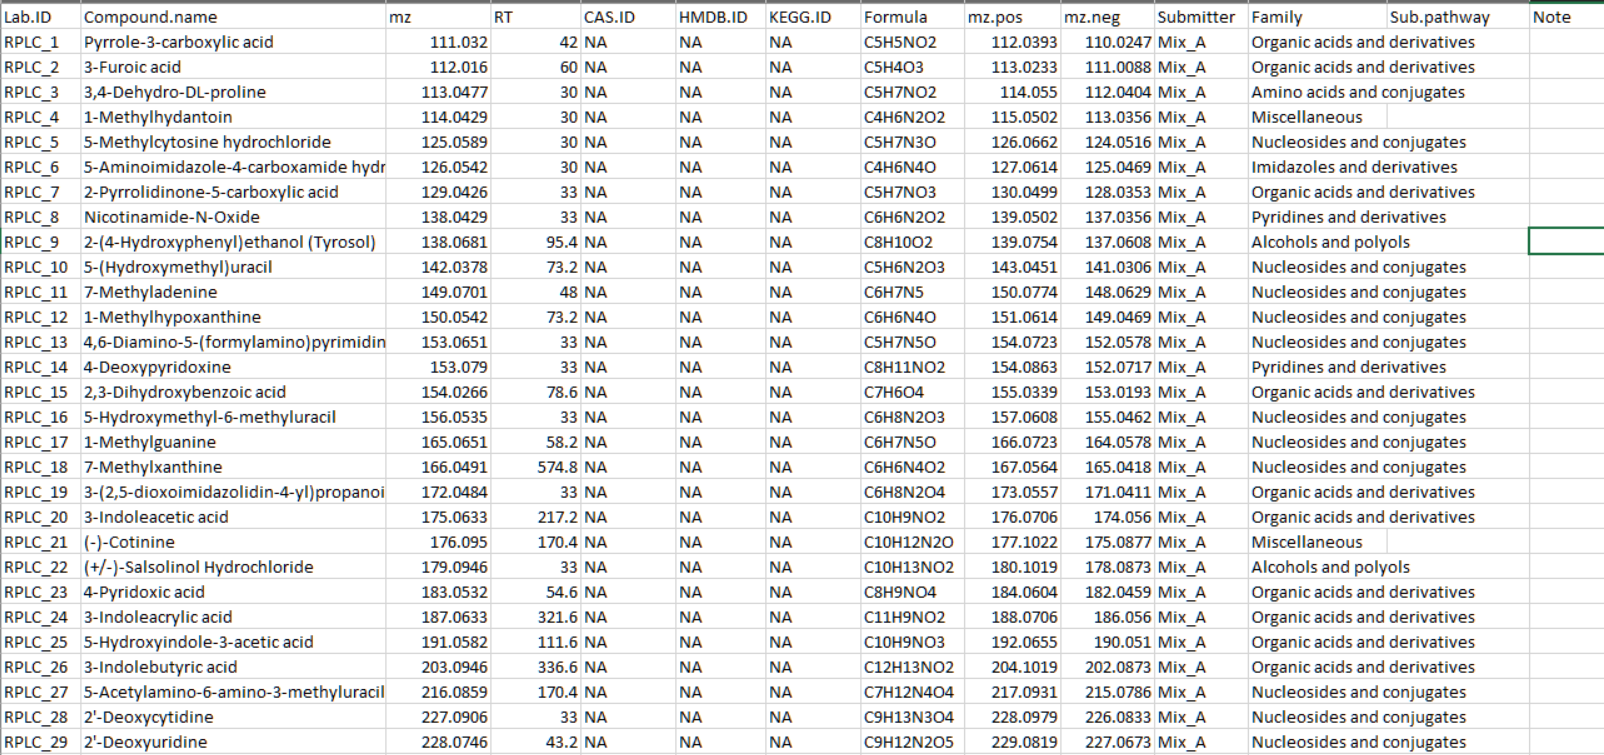 Lab.ID Compound.name mz RT CAS.ID HMDB.ID KEGG.ID Formula mz.pos mz.neg Submitter Family Sub.pathway Note
RPLC_1 Pyrrole-3-carboxylic acid 111.032 42 NA NA NA C5H5NO2 112.0393 110.0247 Mix_A Organic acids and derivatives
RPLC_2 3-Furoic acid 112.016 60 NA NA NA C5H4O3 113.0233 111.0088 Mix_A Organic acids and derivatives
RPLC_3 3,4-Dehydro-DL-proline 113.0477 30 NA NA NA C5H7NO2 114.055 112.0404 Mix_A Amino acids and conjugates
RPLC_4 1-Methylhydantoin 114.0429 30 NA NA NA C4H6N2O2 115.0502 113.0356 Mix_A Miscellaneous
RPLC_5 5-Methylcytosine hydrochloride 125.0589 30 NA NA NA C5H7N3O 126.0662 124.0516 Mix_A Nucleosides and conjugates
RPLC_6 5-Aminoimidazole-4-carboxamide hydr 126.0542 30 NA NA NA C4H6N4O 127.0614 125.0469 Mix_A Imidazoles and derivatives
RPLC_7 2-Pyrrolidinone-5-carboxylic acid 129.0426 33 NA NA NA C5H7NO3 130.0499 128.0353 Mix_A Organic acids and derivatives
RPLC_8 Nicotinamide-N-Oxide 138.0429 33 NA NA NA C6H6N2O2 139.0502 137.0356 Mix_A Pyridines and derivatives
RPLC_9 2-(4-Hydroxyphenyl)ethanol (Tyrosol) 138.0681 95.4 NA NA NA C8H10O2 139.0754 137.0608 Mix_A Alcohols and polyols
RPLC_10 5-(Hydroxymethyl)uracil 142.0378 73.2 NA NA NA C5H6N2O3 143.0451 141.0306 Mix_A Nucleosides and conjugates
RPLC_11 7-Methyladenine 149.0701 48 NA NA NA C6H7N5 150.0774 148.0629 Mix_A Nucleosides and conjugates
RPLC_12 1-Methylhypoxanthine 150.0542 73.2 NA NA NA C6H6N4O 151.0614 149.0469 Mix_A Nucleosides and conjugates
RPLC_13 4,6-Diamino-5-(formylamino)pyrimidin 153.0651 33 NA NA NA C5H7N5O 154.0723 152.0578 Mix_A Nucleosides and conjugates
RPLC_14 4-Deoxypyridoxine 153.079 33 NA NA NA C8H11NO2 154.0863 152.0717 Mix_A Pyridines and derivatives
RPLC_15 2,3-Dihydroxybenzoic acid 154.0266 78.6 NA NA NA C7H6O4 155.0339 153.0193 Mix_A Organic acids and derivatives
RPLC_16 5-Hydroxymethyl-6-methyluracil 156.0535 33 NA NA NA C6H8N2O3 157.0608 155.0462 Mix_A Nucleosides and conjugates
RPLC_17 1-Methylguanine 165.0651 58.2 NA NA NA C6H7N5O 166.0723 164.0578 Mix_A Nucleosides and conjugates
RPLC_18 7-Methylxanthine 166.0491 574.8 NA NA NA C6H6N4O2 167.0564 165.0418 Mix_A Nucleosides and conjugates
RPLC_19 3-(2,5-dioxoimidazolidin-4-yl)propanoi 172.0484 33 NA NA NA C6H8N2O4 173.0557 171.0411 Mix_A Organic acids and derivatives
RPLC_20 3-Indoleacetic acid 175.0633 217.2 NA NA NA C10H9NO2 176.0706 174.056 Mix_A Organic acids and derivatives
RPLC_21 (-)-Cotinine 176.095 170.4 NA NA NA C10H12N2O 177.1022 175.0877 Mix_A Miscellaneous
RPLC_22 (+/-)-Salsolinol Hydrochloride 179.0946 33 NA NA NA C10H13NO2 180.1019 178.0873 Mix_A Alcohols and polyols
RPLC_23 4-Pyridoxic acid 183.0532 54.6 NA NA NA C8H9NO4 184.0604 182.0459 Mix_A Organic acids and derivatives
RPLC_24 3-Indoleacrylic acid 187.0633 321.6 NA NA NA C11H9NO2 188.0706 186.056 Mix_A Organic acids and derivatives
RPLC_25 5-Hydroxyindole-3-acetic acid 191.0582 111.6 NA NA NA C10H9NO3 192.0655 190.051 Mix_A Organic acids and derivatives
RPLC_26 3-Indolebutyric acid 203.0946 336.6 NA NA NA C12H13NO2 204.1019 202.0873 Mix_A Organic acids and derivatives
RPLC_27 5-Acetylamino-6-amino-3-methyluracil 216.0859 170.4 NA NA NA C7H12N4O4 217.0931 215.0786 Mix_A Nucleosides and conjugates
RPLC_28 2'-Deoxycytidine 227.0906 33 NA NA NA C9H13N3O4 228.0979 226.0833 Mix_A Nucleosides and conjugates
RPLC_29 2'-Deoxyuridine 228.0746 43.2 NA NA NA C9H12N2O5 229.0819 227.0673 Mix_A Nucleosides and conjugates